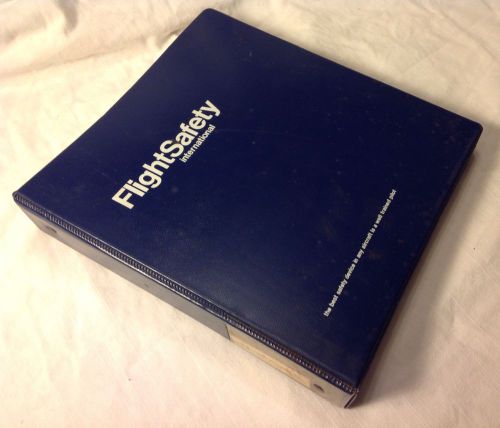 FlightSafety
international
the best safety device in any aircraft is a well trained pilot